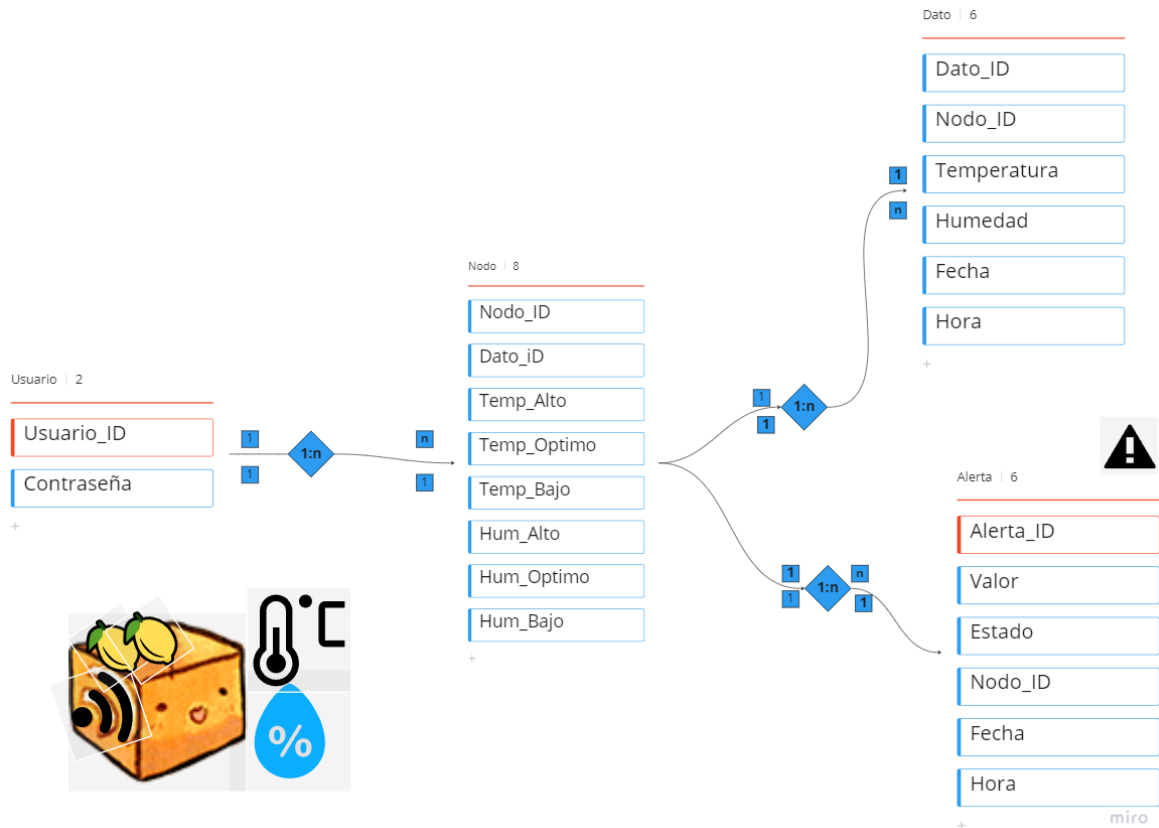 Usuario | 2
Usuario_ID
Contraseña
+
1
1
1:n
n
1
Nodo | 8
Nodo_ID
Dato_iD
Temp_Alto
Temp_Optimo
Temp_Bajo
Hum_Alto
Hum_Optimo
Hum_Bajo
+
1
1
1:n
1
n
Dato | 6
Dato_ID
Nodo_ID
Temperatura
Humedad
Fecha
Hora
+
1
1
1:n
n
1
Alerta | 6
Alerta_ID
Valor
Estado
Nodo_ID
Fecha
Hora
+
°C
%
miro